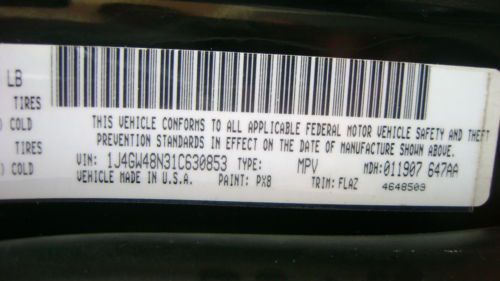 LB
TIRES
) COLD
TIRES
) COLD
THIS VEHICLE CONFORMS TO ALL APPLICABLE FEDERAL MOTOR VEHICLE SAFETY AND THEFT
PREVENTION STANDARDS IN EFFECT ON THE DATE OF MANUFACTURE SHOWN ABOVE.
VIN: 1J4GW48N31C630853 TYPE: MPV MDH:011907 647AA
VEHICLE MADE IN U.S.A. PAINT: PX8 TRIM: FLAZ 4648509